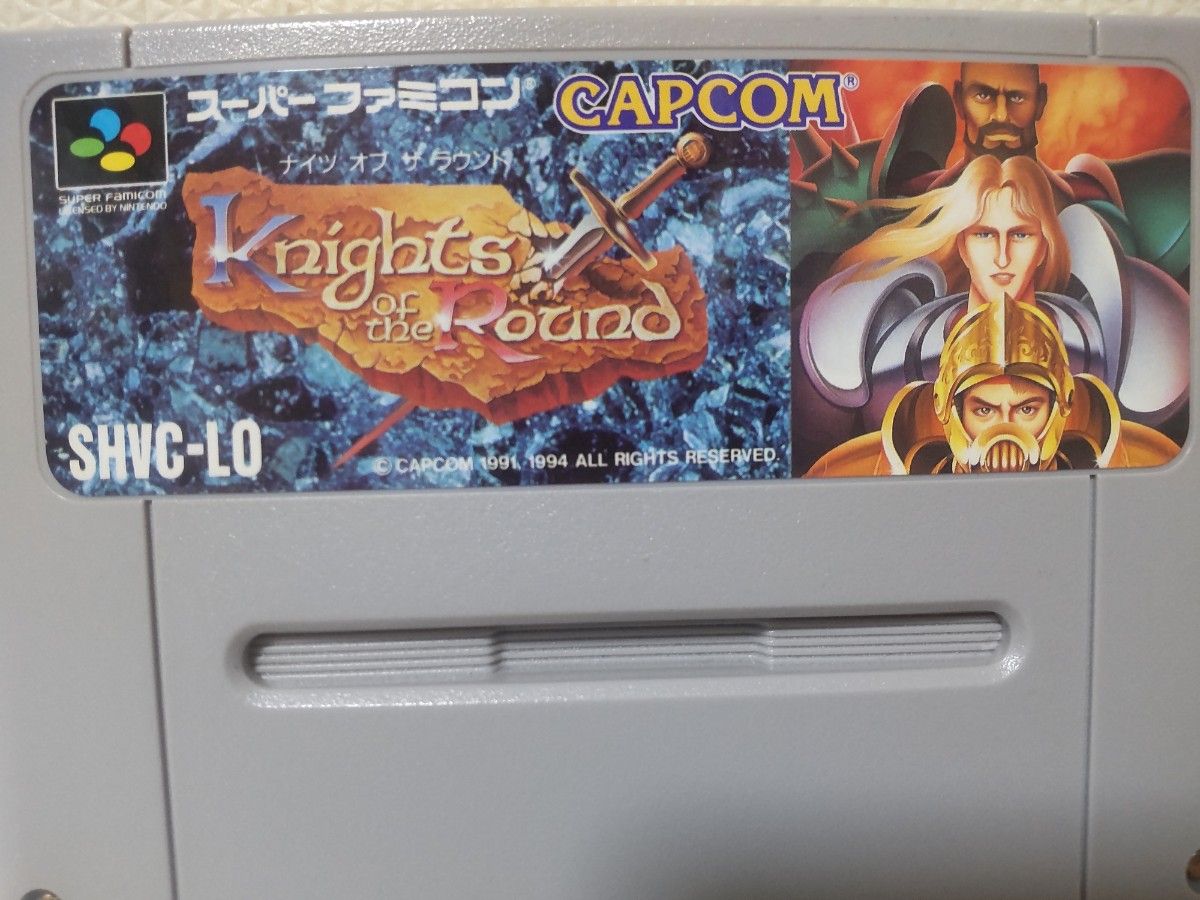 スーパーファミコン®
CAPCOM®
SUPER FAMICOM
LICENSED BY NINTENDO
ナイツ オブ ザ ラウンド
Knights
of the Round
SHVC-LO
© CAPCOM 1991, 1994 ALL RIGHTS RESERVED.